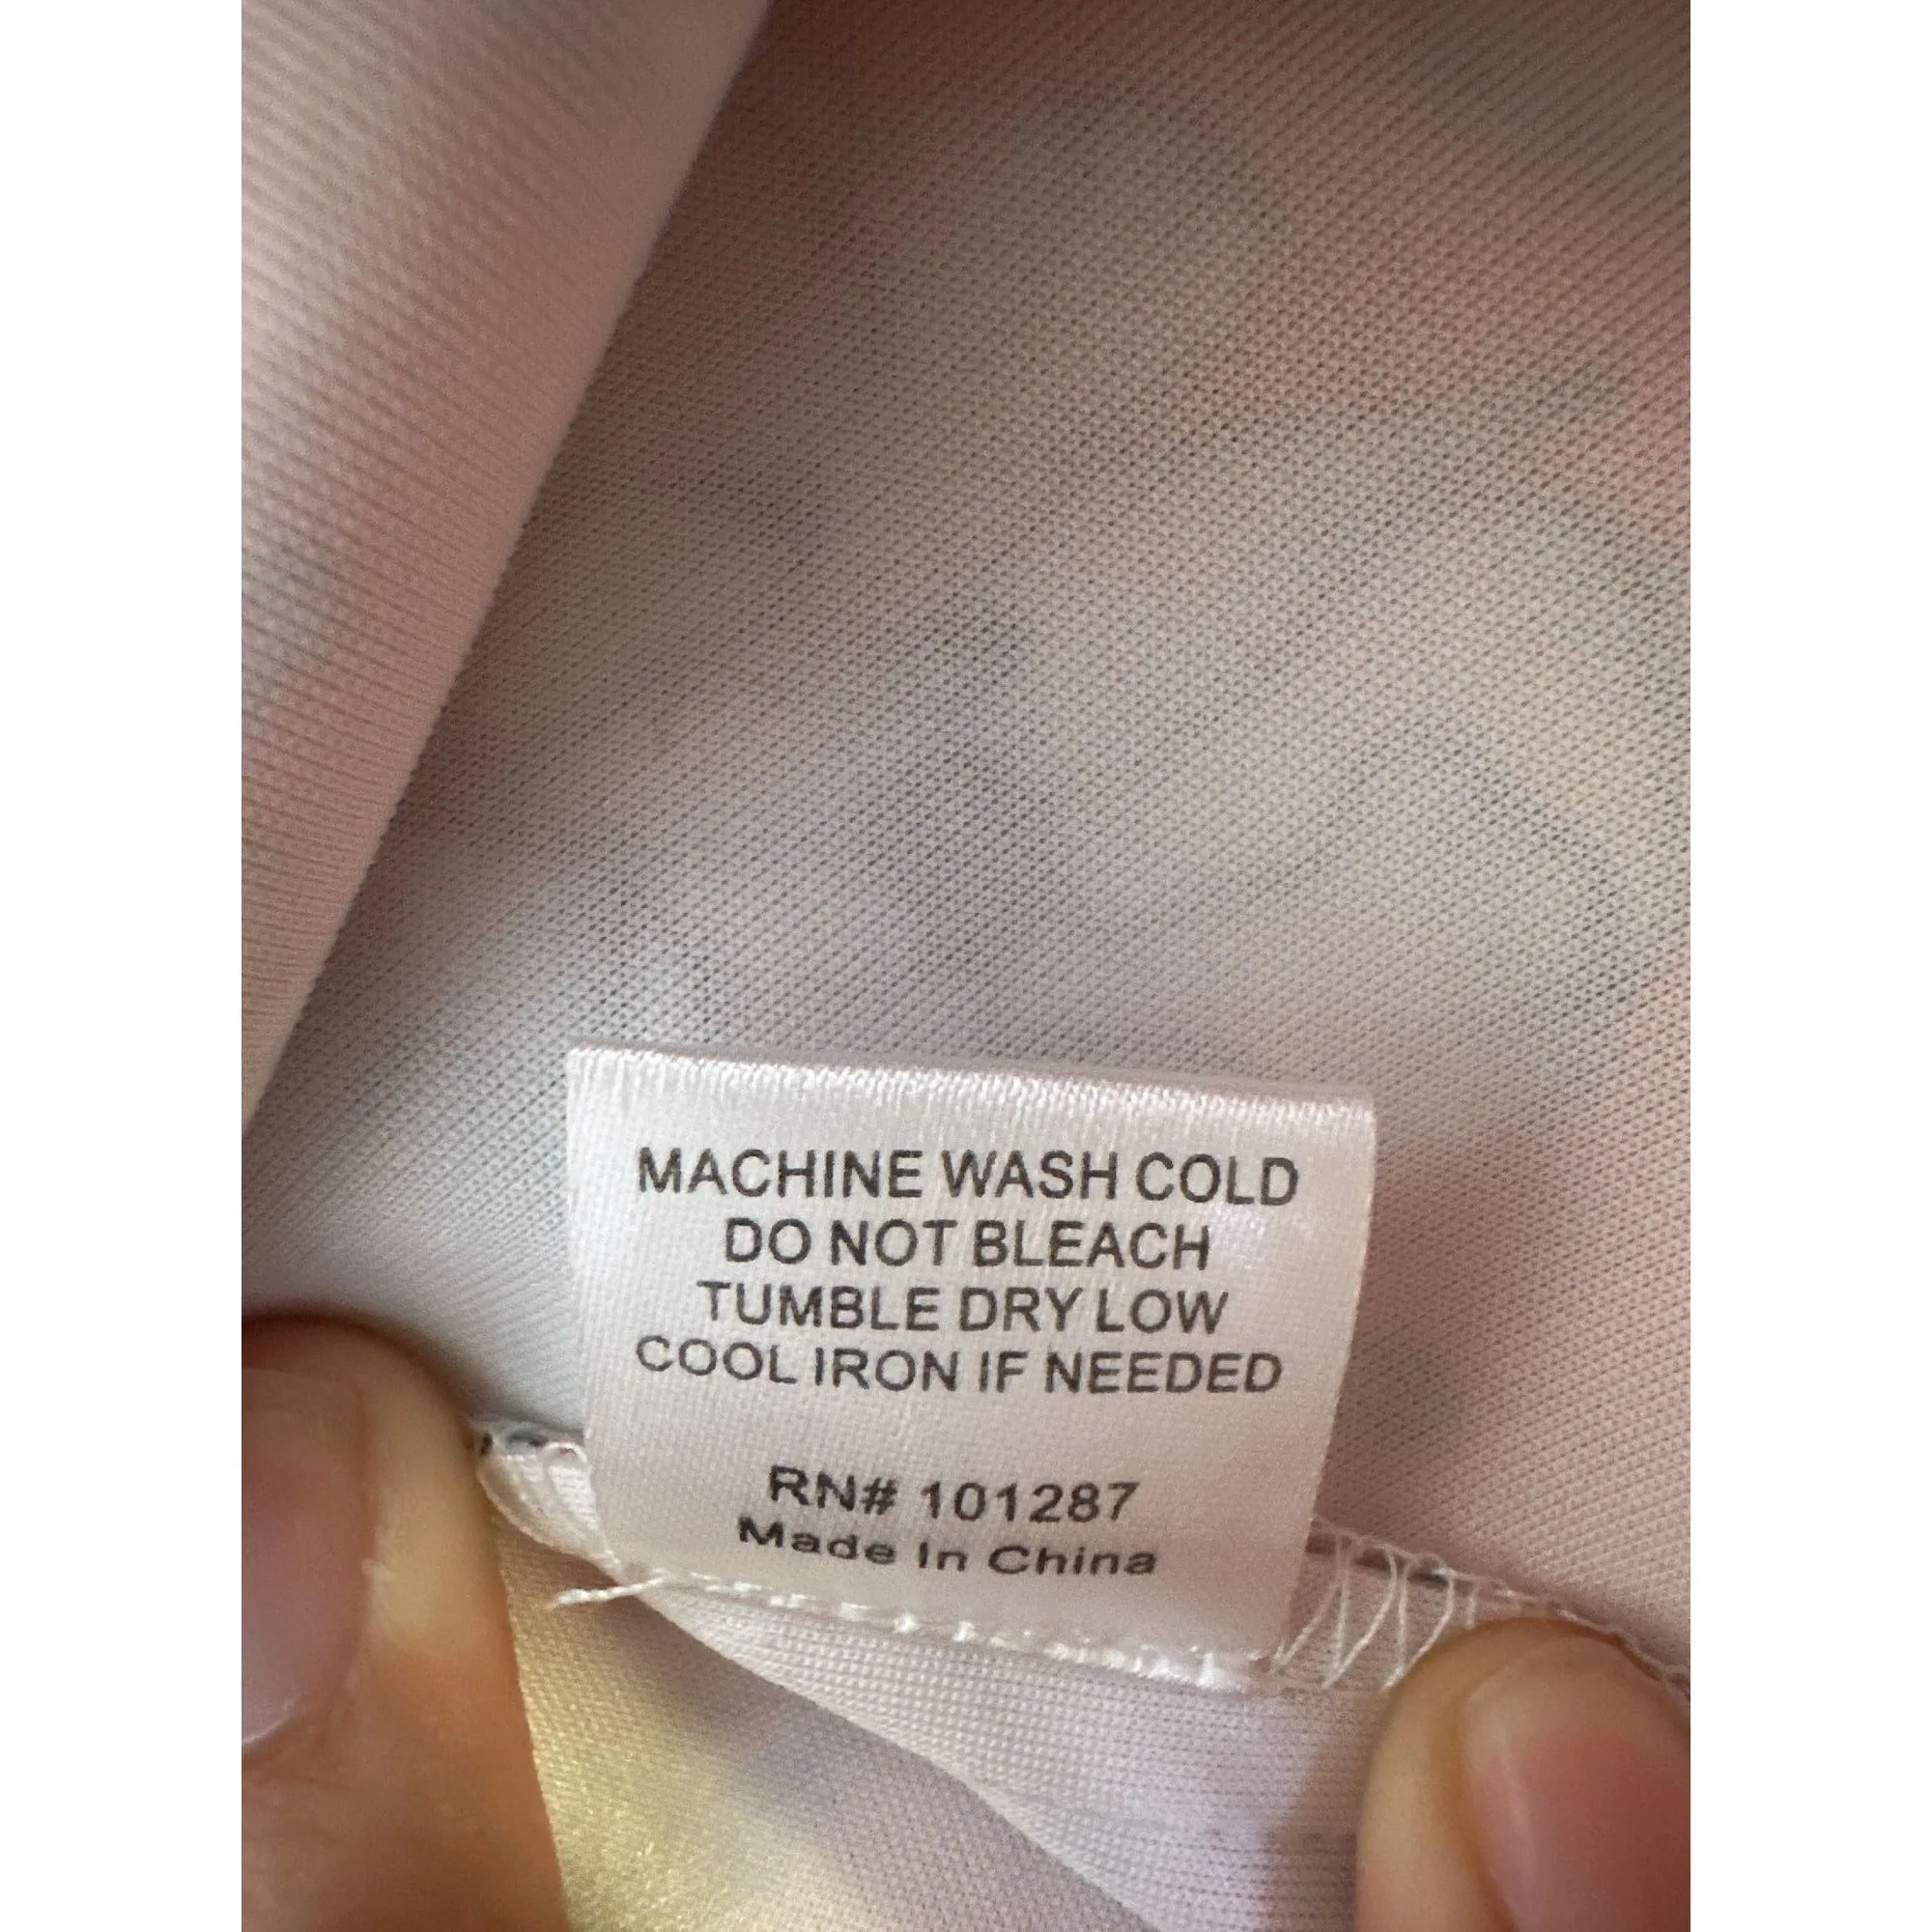 MACHINE WASH COLD
DO NOT BLEACH
TUMBLE DRY LOW
COOL IRON IF NEEDED
RN# 101287
Made In China